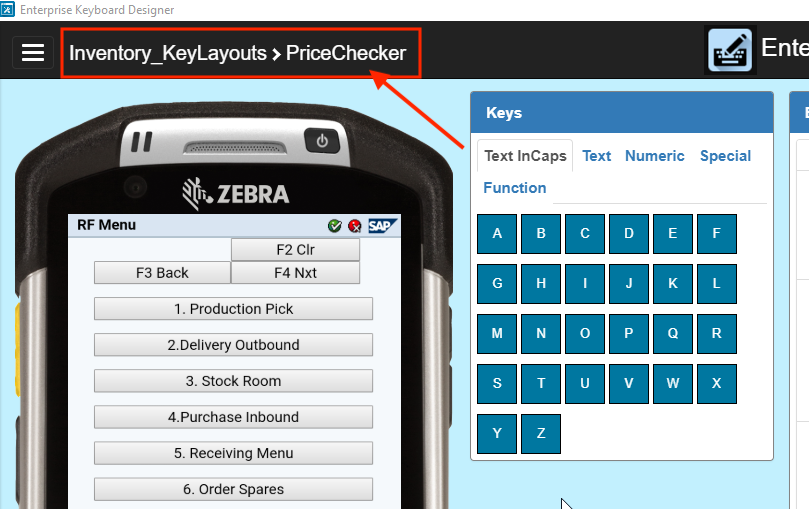 Enterprise Keyboard Designer
Inventory_KeyLayouts > PriceChecker
Ente
Keys
Text InCaps Text Numeric Special
Function
A B C D E F
G H I J K L
M N O P Q R
S T U V W X
Y Z
ZEBRA
RF Menu SAP
F2 Clr
F3 Back F4 Nxt
1. Production Pick
2.Delivery Outbound
3. Stock Room
4.Purchase Inbound
5. Receiving Menu
6. Order Spares